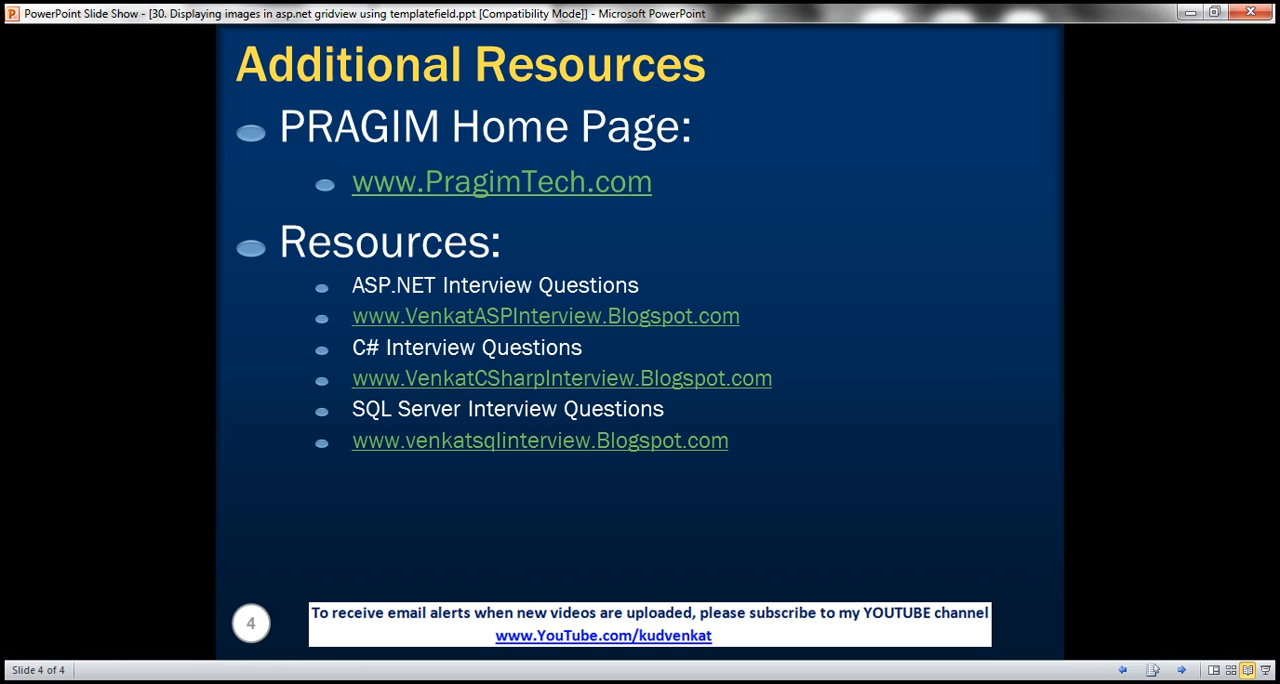 PowerPoint Slide Show - [30. Displaying images in asp.net gridview using templatefield.ppt [Compatibility Mode]] - Microsoft PowerPoint
Additional Resources
PRAGIM Home Page:
www.PragimTech.com
Resources:
ASP.NET Interview Questions
www.VenkatASPInterview.Blogspot.com
C# Interview Questions
www.VenkatCSharpInterview.Blogspot.com
SQL Server Interview Questions
www.venkatsqlinterview.Blogspot.com
4
To receive email alerts when new videos are uploaded, please subscribe to my YOUTUBE channel
www.YouTube.com/kudvenkat
Slide 4 of 4